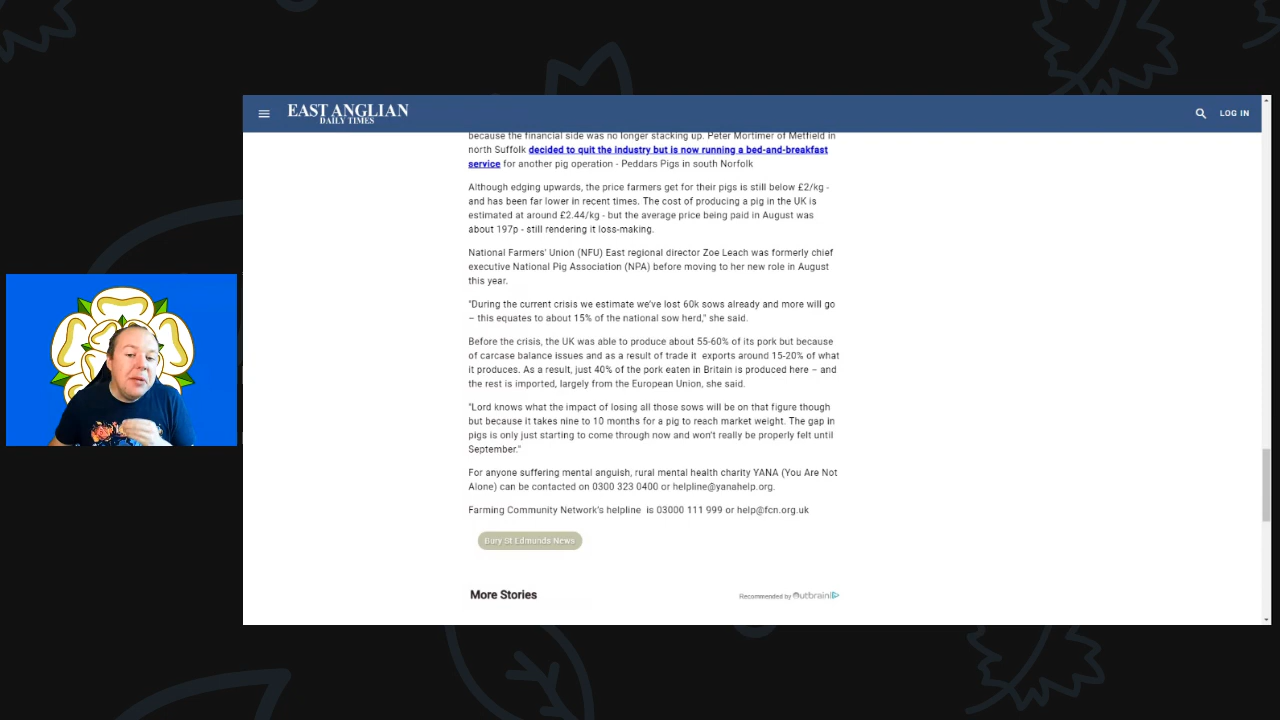 EAST ANGLIAN
DAILY TIMES
LOG IN
because the financial side was no longer stacking up. Peter Mortimer of Metfield in
north Suffolk decided to quit the industry but is now running a bed-and-breakfast
service for another pig operation - Peddars Pigs in south Norfolk
Although edging upwards, the price farmers get for their pigs is still below £2/kg -
and has been far lower in recent times. The cost of producing a pig in the UK is
estimated at around £2.44/kg - but the average price being paid in August was
about 197p - still rendering it loss-making.
National Farmers' Union (NFU) East regional director Zoe Leach was formerly chief
executive National Pig Association (NPA) before moving to her new role in August
this year.
"During the current crisis we estimate we've lost 60k sows already and more will go
– this equates to about 15% of the national sow herd," she said.
Before the crisis, the UK was able to produce about 55-60% of its pork but because
of carcase balance issues and as a result of trade it exports around 15-20% of what
it produces. As a result, just 40% of the pork eaten in Britain is produced here – and
the rest is imported, largely from the European Union, she said.
"Lord knows what the impact of losing all those sows will be on that figure though
but because it takes nine to 10 months for a pig to reach market weight. The gap in
pigs is only just starting to come through now and won't really be properly felt until
September."
For anyone suffering mental anguish, rural mental health charity YANA (You Are Not
Alone) can be contacted on 0300 323 0400 or helpline@yanahelp.org.
Farming Community Network's helpline is 03000 111 999 or help@fcn.org.uk
Bury St Edmunds News
More Stories
Recommended by Outbrain